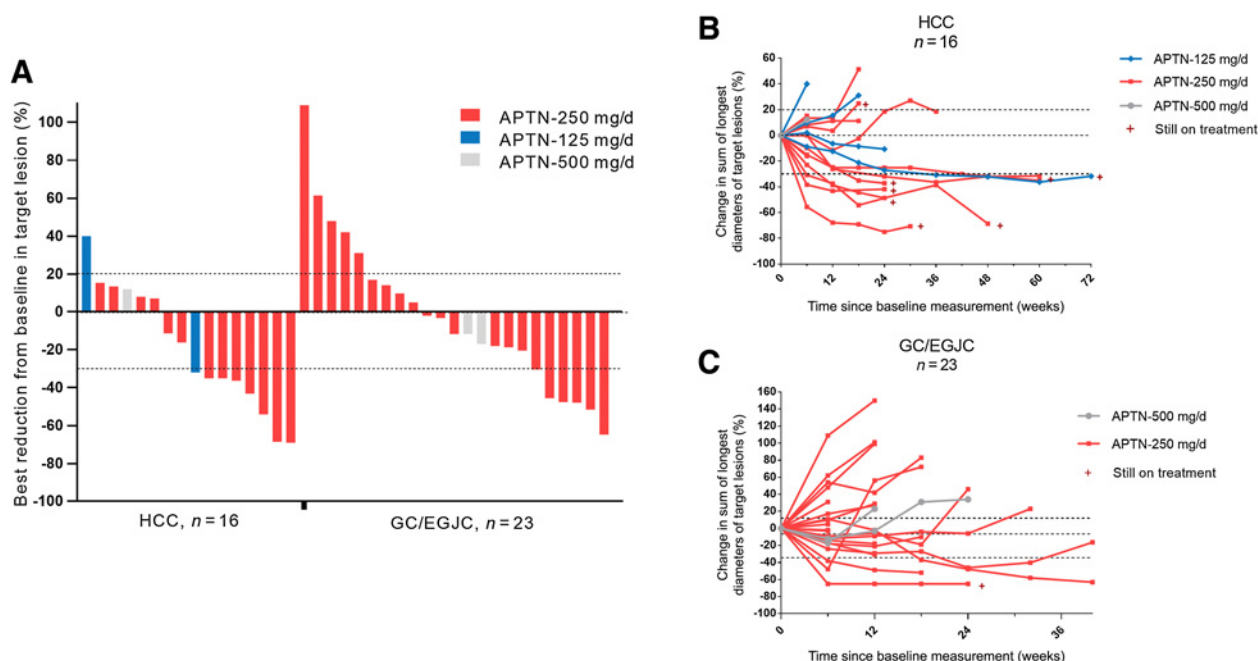 A
Best reduction from baseline in target lesion (%)
100
80
60
40
20
0
-20
-40
-60
-80
-100
APTN-250 mg/d
APTN-125 mg/d
APTN-500 mg/d
HCC, n = 16
GC/EGJC, n = 23
B
HCC
n = 16
Change in sum of longest
diameters of target lesions (%)
60
40
20
0
-20
-40
-60
-80
-100
0
12
24
36
48
60
72
Time since baseline measurement (weeks)
APTN-125 mg/d
APTN-250 mg/d
APTN-500 mg/d
Still on treatment
C
GC/EGJC
n = 23
Change in sum of longest
diameters of target lesions (%)
160
140
120
100
80
60
40
20
0
-20
-40
-60
-80
-100
0
12
24
36
Time since baseline measurement (weeks)
APTN-500 mg/d
APTN-250 mg/d
Still on treatment